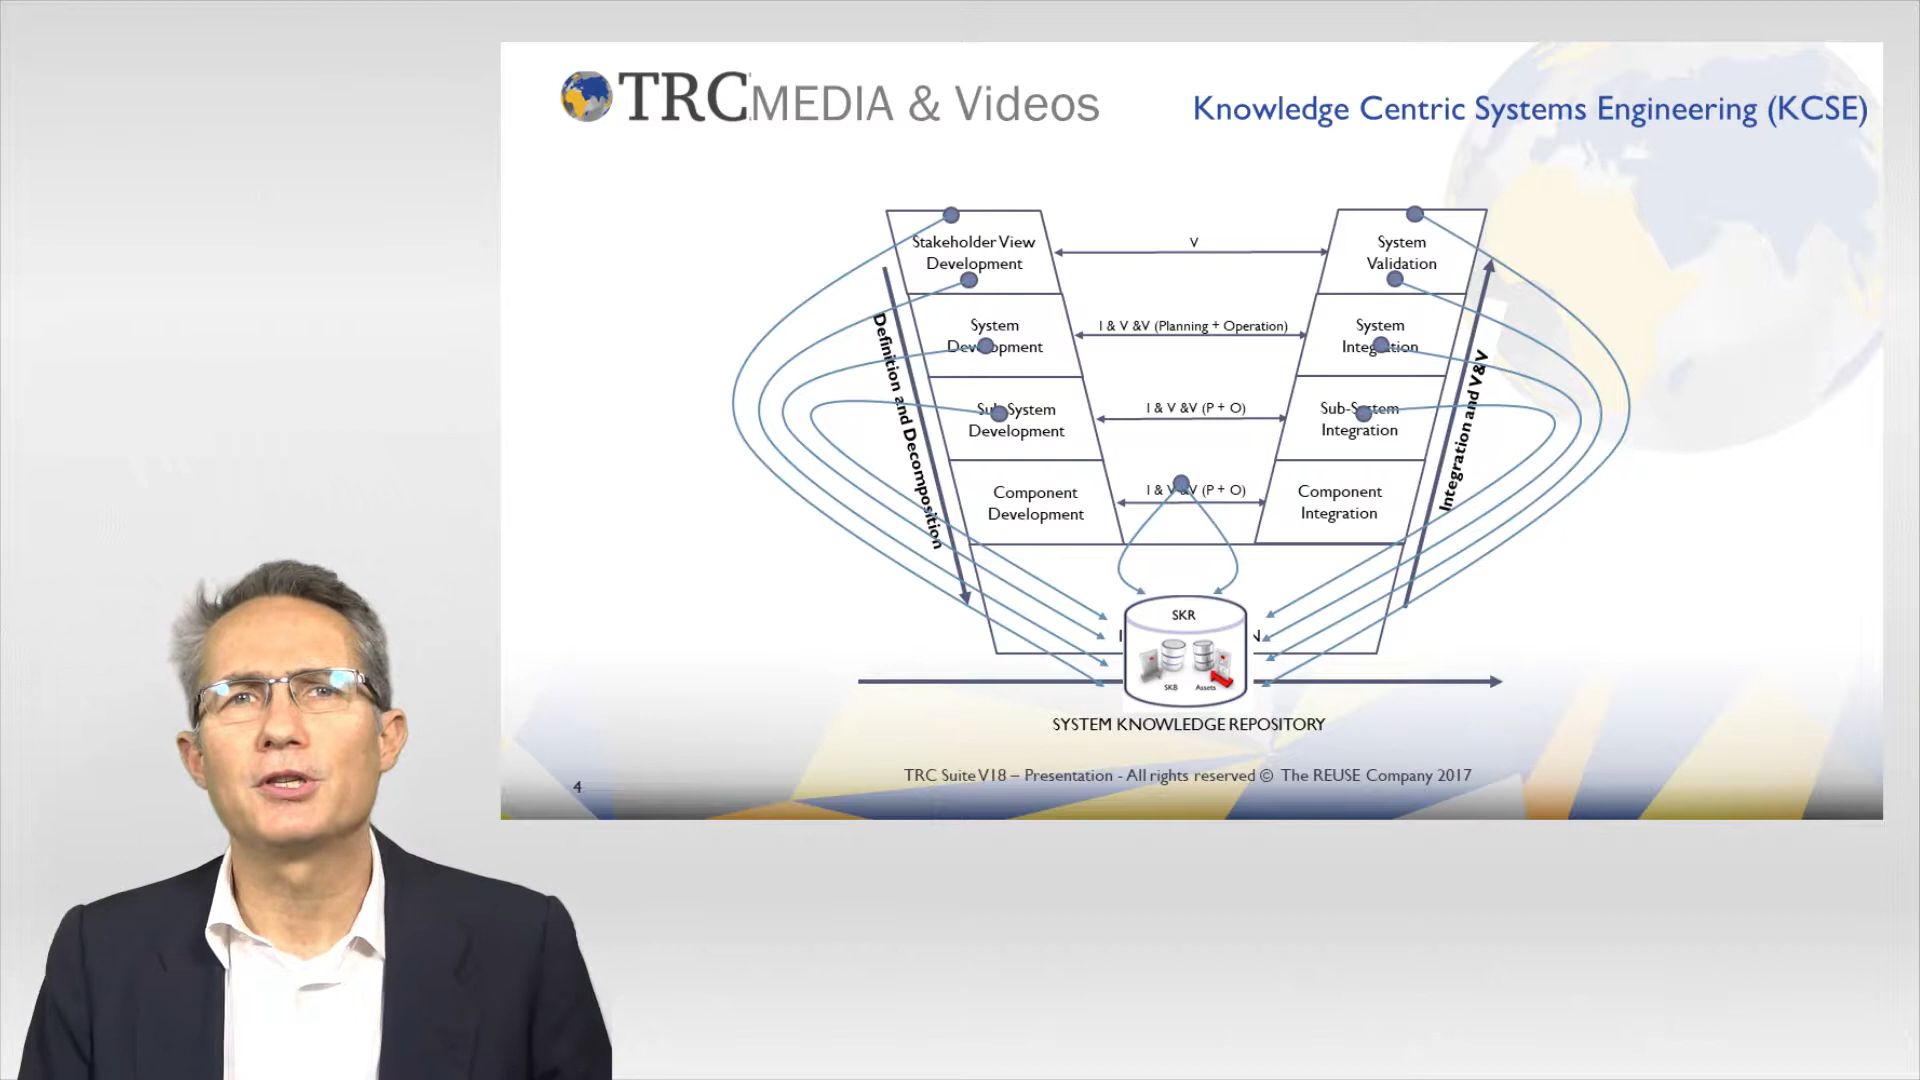 TRC MEDIA & Videos
Knowledge Centric Systems Engineering (KCSE)
Stakeholder View
Development
V
System
Validation
System
Development
I & V &V (Planning + Operation)
System
Integration
Sub-System
Development
I & V &V (P + O)
Sub-System
Integration
Component
Development
I & V &V (P + O)
Component
Integration
Definition and Decomposition
Integration and V&V
SKR
SKB
Assets
SYSTEM KNOWLEDGE REPOSITORY
TRC Suite V18 – Presentation - All rights reserved © The REUSE Company 2017
4